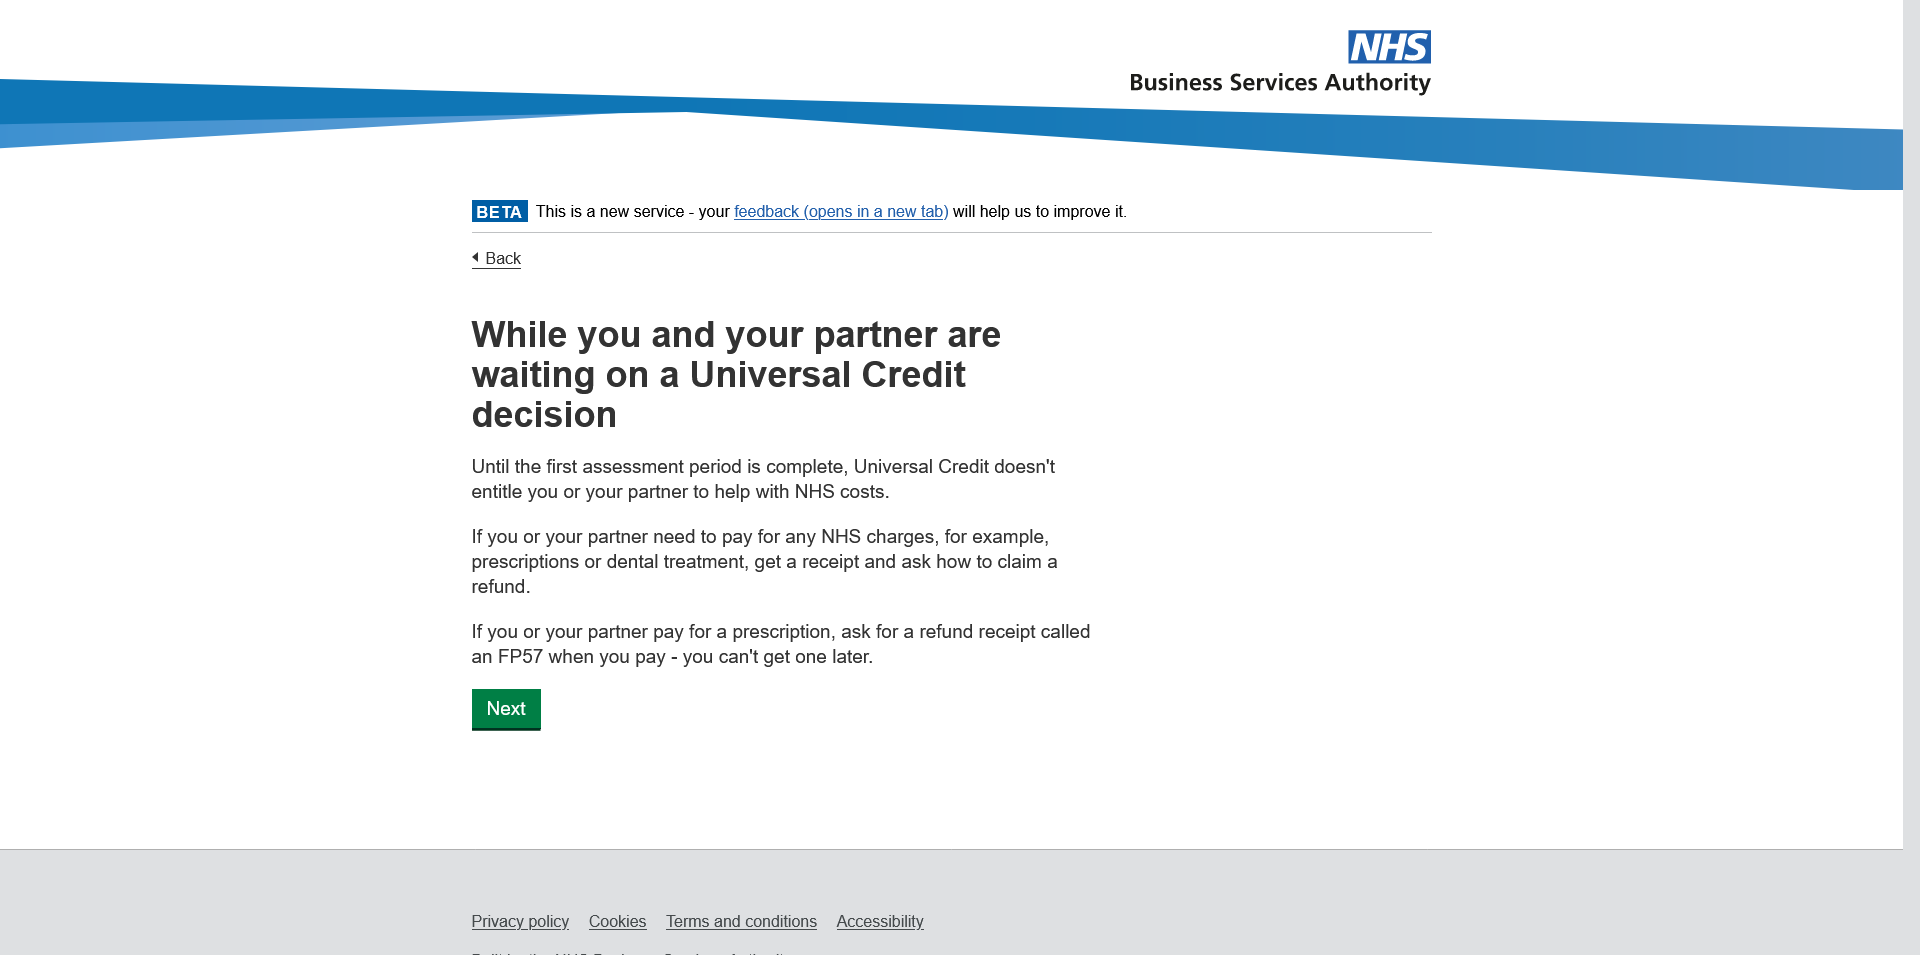 NHS
Business Services Authority
BETA This is a new service - your feedback (opens in a new tab) will help us to improve it.
Back
While you and your partner are
waiting on a Universal Credit
decision
Until the first assessment period is complete, Universal Credit doesn't
entitle you or your partner to help with NHS costs.
If you or your partner need to pay for any NHS charges, for example,
prescriptions or dental treatment, get a receipt and ask how to claim a
refund.
If you or your partner pay for a prescription, ask for a refund receipt called
an FP57 when you pay - you can't get one later.
Next
Privacy policy Cookies Terms and conditions Accessibility